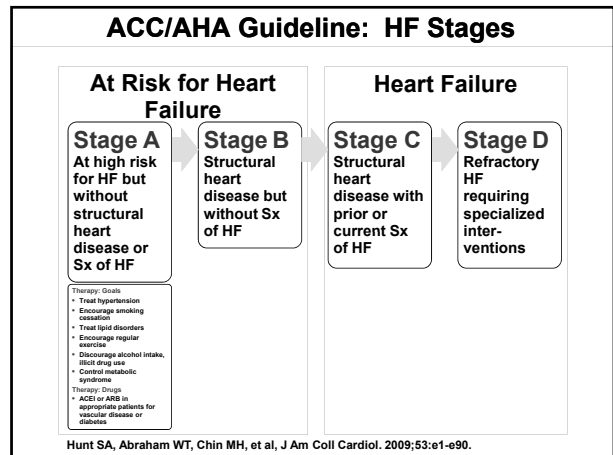 ACC/AHA Guideline: HF Stages
At Risk for Heart
Failure
Heart Failure
Stage A
At high risk
for HF but
without
structural
heart
disease or
Sx of HF
Stage B
Structural
heart
disease but
without Sx
of HF
Stage C
Structural
heart
disease with
prior or
current Sx
of HF
Stage D
Refractory
HF
requiring
specialized
inter-
ventions
Therapy: Goals
• Treat hypertension
• Encourage smoking
cessation
• Treat lipid disorders
• Encourage regular
exercise
• Discourage alcohol intake,
illicit drug use
• Control metabolic
syndrome
Therapy: Drugs
• ACEI or ARB in
appropriate patients for
vascular disease or
diabetes
Hunt SA, Abraham WT, Chin MH, et al, J Am Coll Cardiol. 2009;53:e1-e90.